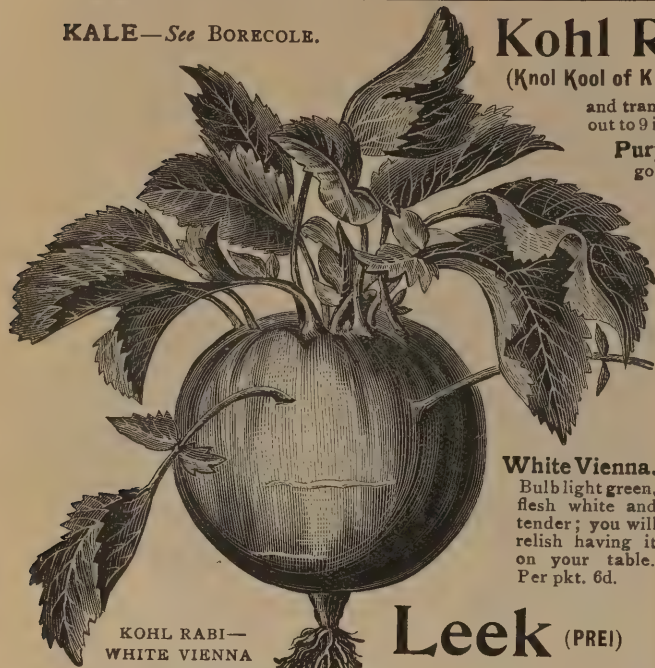 KALE—See BORECOLE.
Kohl R
(Knol Kool of K
and tran
out to 9 i
Pur
go
White Vienna.
Bulb light green,
flesh white and
tender; you will
relish having it
on your table.
Per pkt. 6d.
KOHL RABI—
WHITE VIENNA
Leek (PREI)